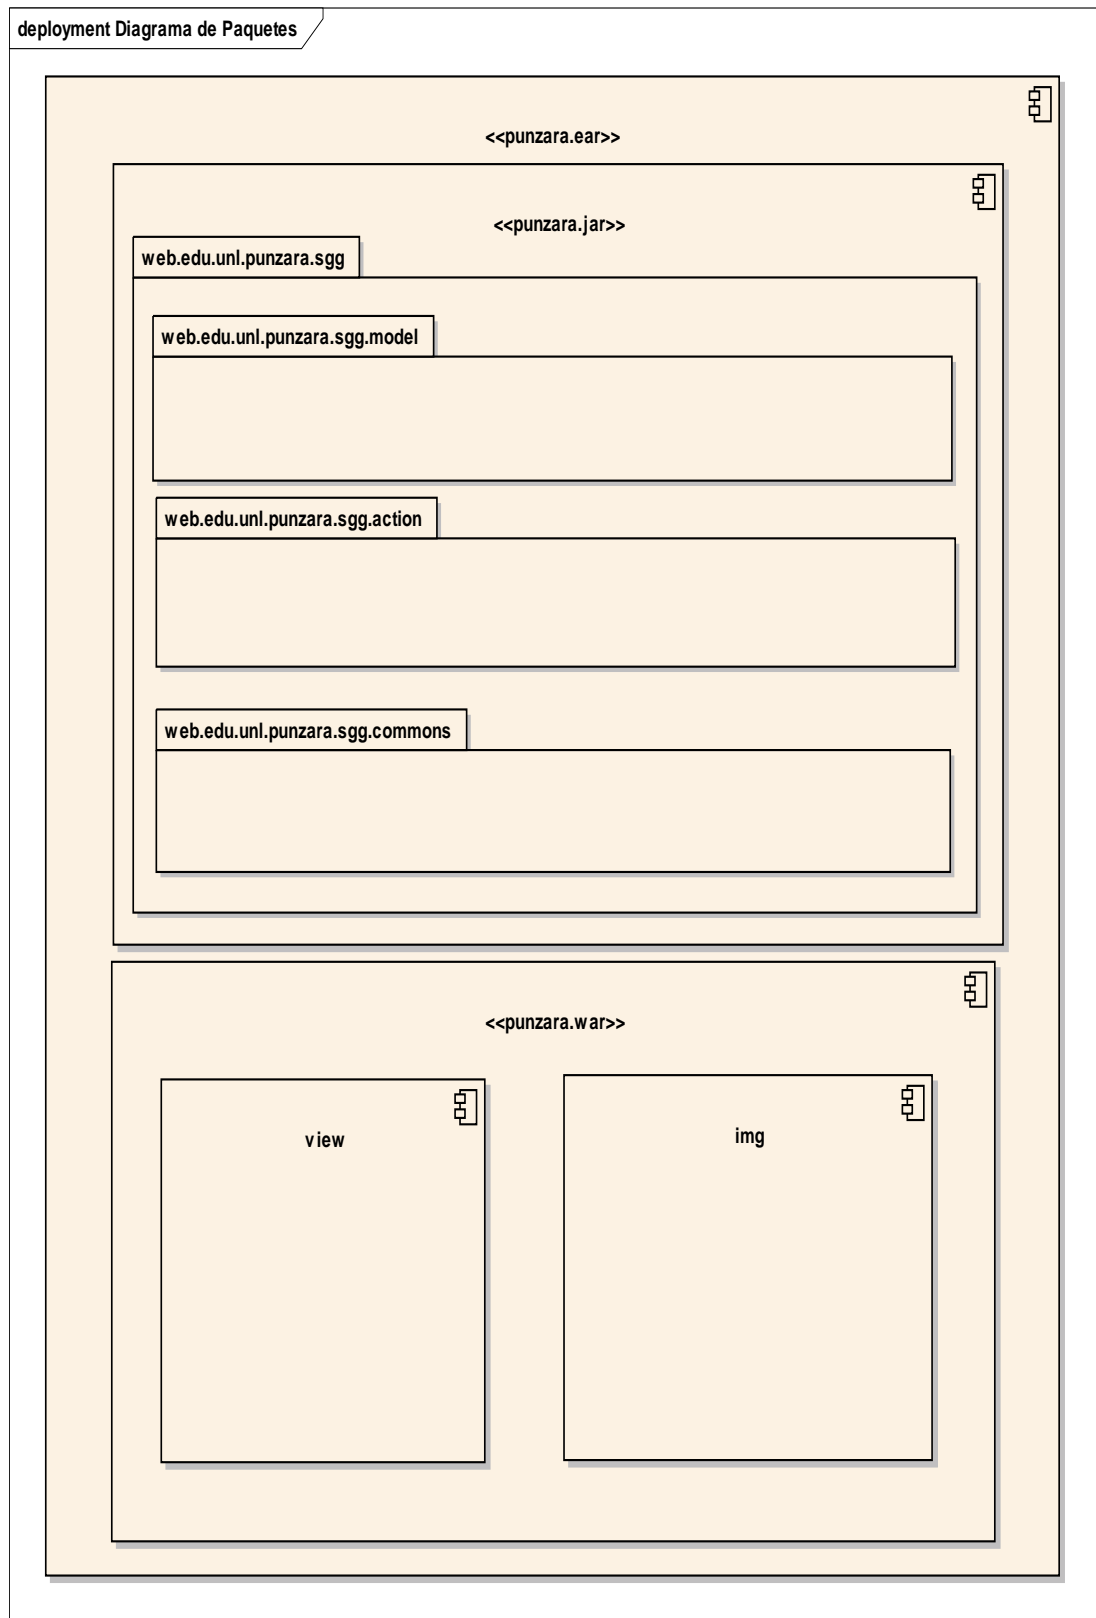 deployment Diagrama de Paquetes
<<punzara.ear>>
<<punzara.jar>>
web.edu.unl.punzara.sgg
web.edu.unl.punzara.sgg.model
web.edu.unl.punzara.sgg.action
web.edu.unl.punzara.sgg.commons
<<punzara.war>>
view
img